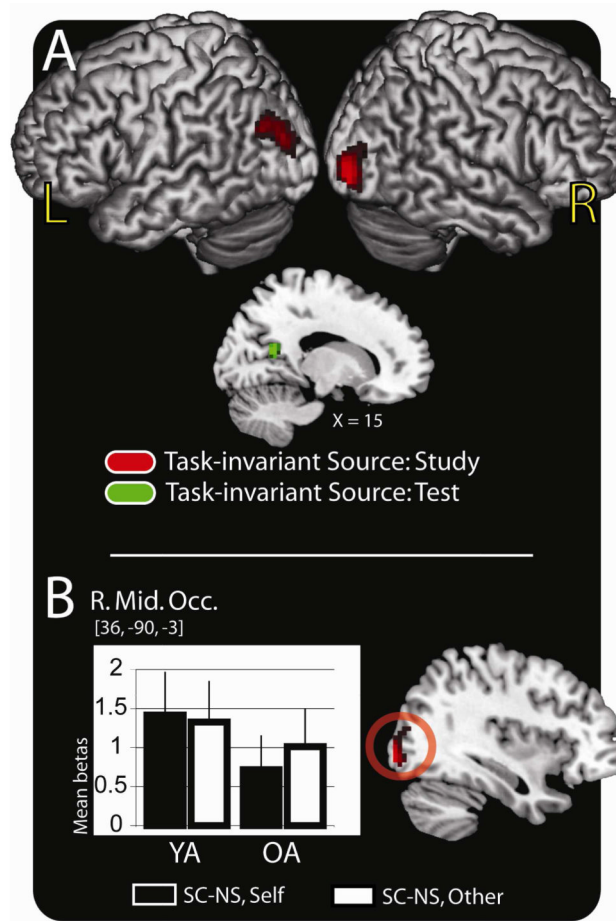 A
L
R
X = 15
Task-invariant Source: Study
Task-invariant Source: Test
B
R. Mid. Occ.
[36, -90, -3]
Mean betas
2
1.5
1
0.5
0
YA
OA
SC-NS, Self
SC-NS, Other